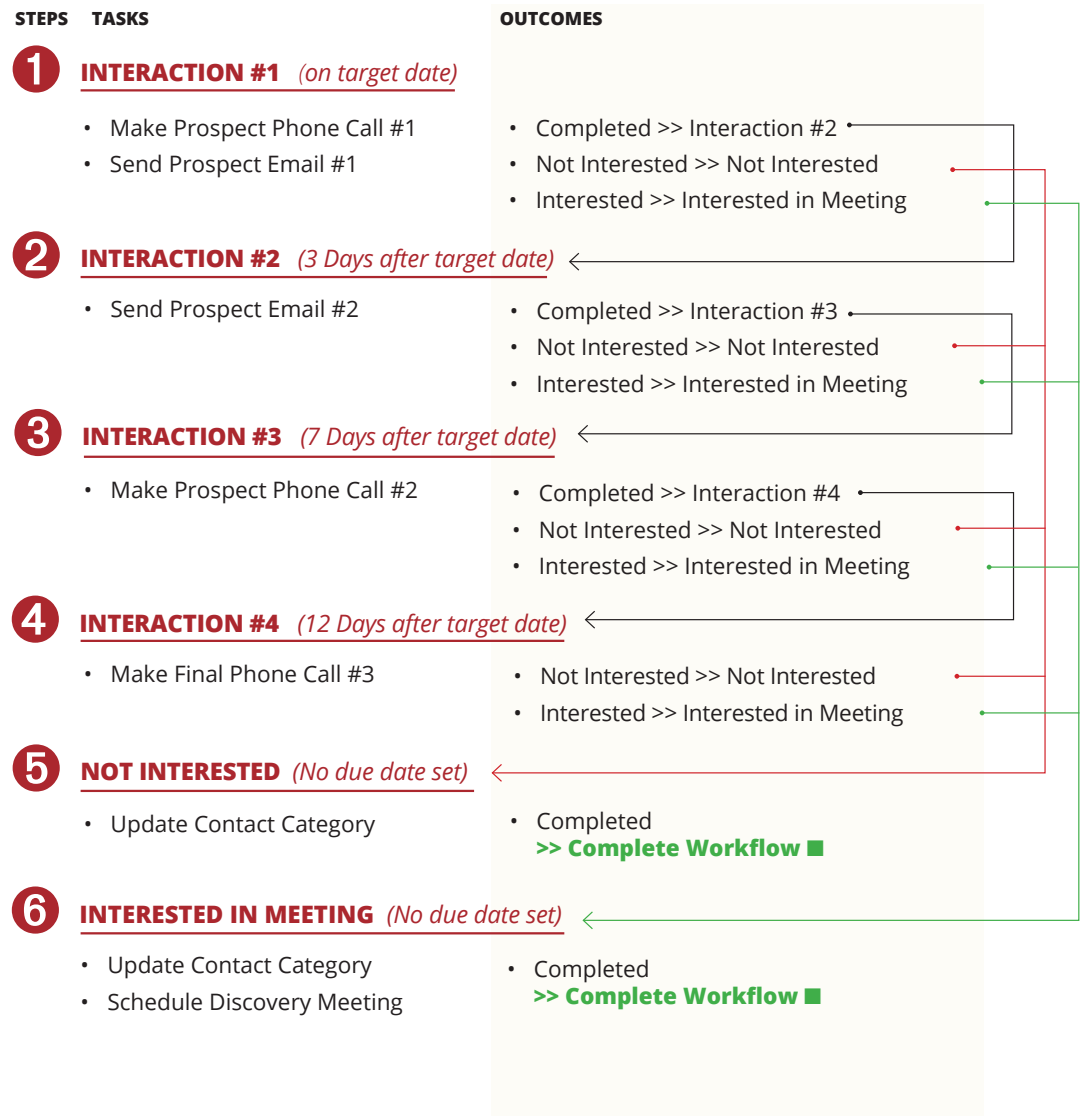 STEPS TASKS OUTCOMES
1 INTERACTION #1 (on target date)
• Make Prospect Phone Call #1
• Send Prospect Email #1
• Completed >> Interaction #2
• Not Interested >> Not Interested
• Interested >> Interested in Meeting
2 INTERACTION #2 (3 Days after target date)
• Send Prospect Email #2
• Completed >> Interaction #3
• Not Interested >> Not Interested
• Interested >> Interested in Meeting
3 INTERACTION #3 (7 Days after target date)
• Make Prospect Phone Call #2
• Completed >> Interaction #4
• Not Interested >> Not Interested
• Interested >> Interested in Meeting
4 INTERACTION #4 (12 Days after target date)
• Make Final Phone Call #3
• Not Interested >> Not Interested
• Interested >> Interested in Meeting
5 NOT INTERESTED (No due date set)
• Update Contact Category
• Completed
>> Complete Workflow ■
6 INTERESTED IN MEETING (No due date set)
• Update Contact Category
• Schedule Discovery Meeting
• Completed
>> Complete Workflow ■